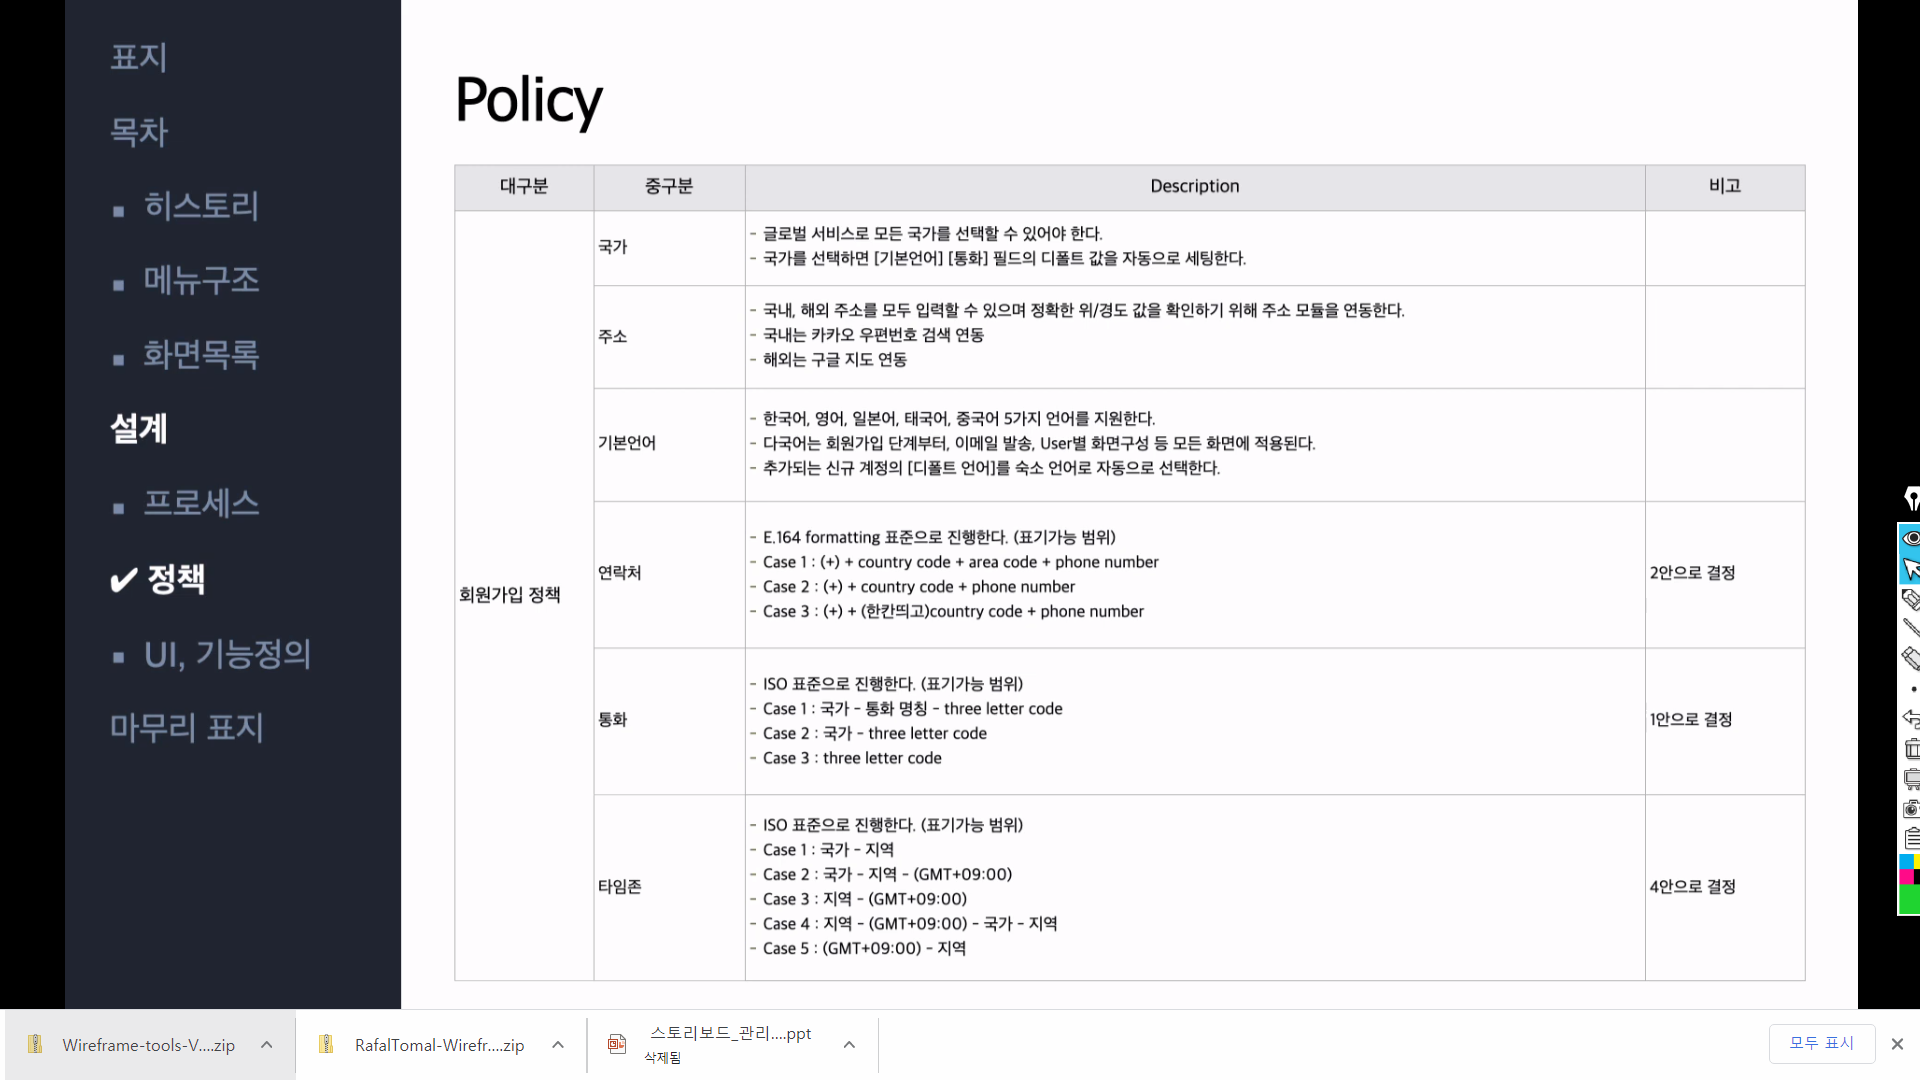 표지
목차
▪ 히스토리
▪ 메뉴구조
▪ 화면목록
설계
▪ 프로세스
✔ 정책
▪ UI, 기능정의
마무리 표지
Policy
대구분 중구분 Description 비고
회원가입 정책
국가
- 글로벌 서비스로 모든 국가를 선택할 수 있어야 한다.
- 국가를 선택하면 [기본언어] [통화] 필드의 디폴트 값을 자동으로 세팅한다.
주소
- 국내, 해외 주소를 모두 입력할 수 있으며 정확한 위/경도 값을 확인하기 위해 주소 모듈을 연동한다.
- 국내는 카카오 우편번호 검색 연동
- 해외는 구글 지도 연동
기본언어
- 한국어, 영어, 일본어, 태국어, 중국어 5가지 언어를 지원한다.
- 다국어는 회원가입 단계부터, 이메일 발송, User별 화면구성 등 모든 화면에 적용된다.
- 추가되는 신규 계정의 [디폴트 언어]를 숙소 언어로 자동으로 선택한다.
연락처
- E.164 formatting 표준으로 진행한다. (표기가능 범위)
- Case 1 : (+) + country code + area code + phone number
- Case 2 : (+) + country code + phone number
- Case 3 : (+) + (한칸띄고)country code + phone number
2안으로 결정
통화
- ISO 표준으로 진행한다. (표기가능 범위)
- Case 1 : 국가 - 통화 명칭 - three letter code
- Case 2 : 국가 - three letter code
- Case 3 : three letter code
1안으로 결정
타임존
- ISO 표준으로 진행한다. (표기가능 범위)
- Case 1 : 국가 - 지역
- Case 2 : 국가 - 지역 - (GMT+09:00)
- Case 3 : 지역 - (GMT+09:00)
- Case 4 : 지역 - (GMT+09:00) - 국가 - 지역
- Case 5 : (GMT+09:00) - 지역
4안으로 결정
Wireframe-tools-V....zip
RafalTomal-Wirefr....zip
스토리보드_관리....ppt
삭제됨
모두 표시